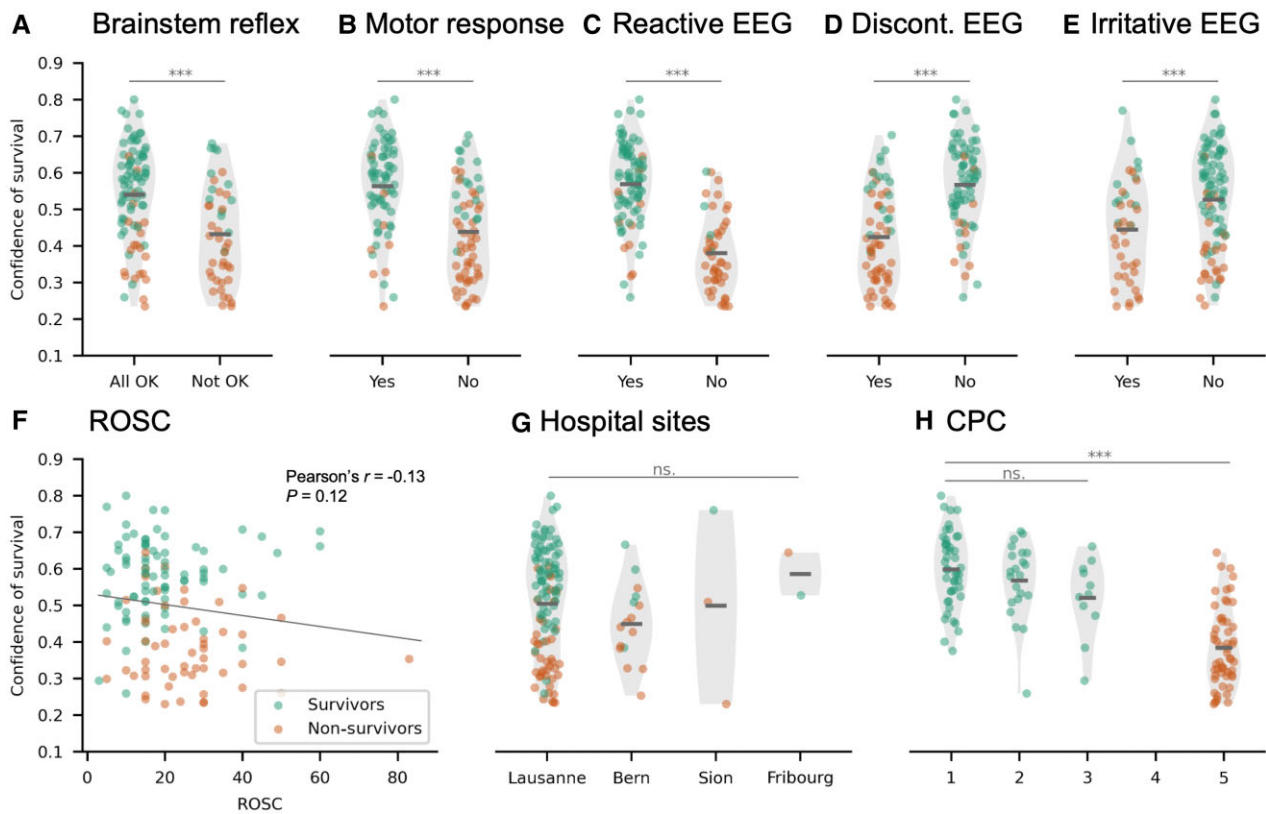 A Brainstem reflex B Motor response C Reactive EEG D Discont. EEG E Irritative EEG
*** *** *** *** ***
Confidence of survival
0.9
0.8
0.7
0.6
0.5
0.4
0.3
0.2
0.1
All OK Not OK Yes No Yes No Yes No Yes No
F ROSC G Hospital sites H CPC
Pearson's r = -0.13
P = 0.12
ns.
***
ns.
Confidence of survival
0.9
0.8
0.7
0.6
0.5
0.4
0.3
0.2
0.1
Survivors
Non-survivors
0 20 40 60 80
ROSC
Lausanne Bern Sion Fribourg
1 2 3 4 5